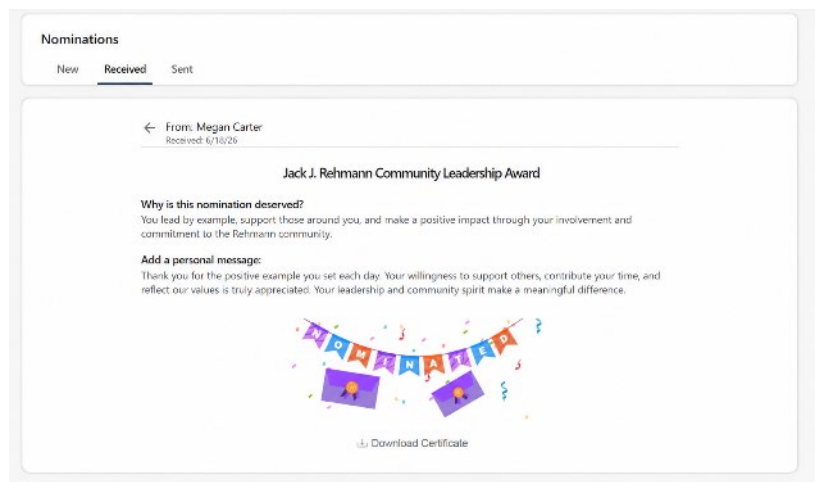 Nominations
New Received Sent
From: Megan Carter
Received: 6/18/26
Jack J. Rehmann Community Leadership Award
Why is this nomination deserved?
You lead by example, support those around you, and make a positive impact through your involvement and
commitment to the Rehmann community.
Add a personal message:
Thank you for the positive example you set each day. Your willingness to support others, contribute your time, and
reflect our values is truly appreciated. Your leadership and community spirit make a meaningful difference.
NOMINATED
Download Certificate